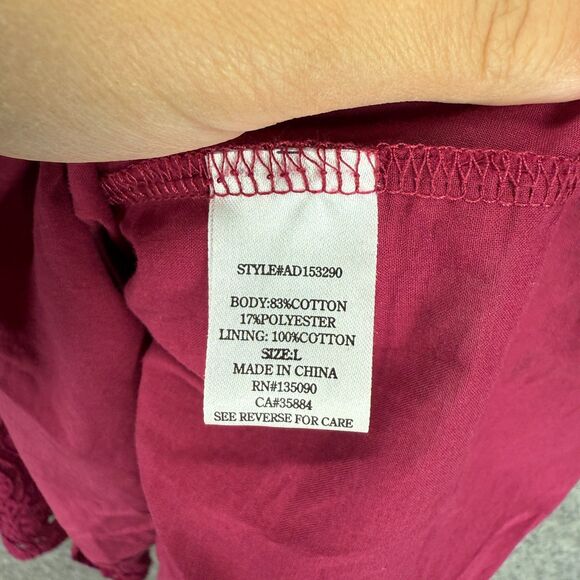 STYLE#AD153290
BODY:83%COTTON
17%POLYESTER
LINING: 100%COTTON
SIZE:L
MADE IN CHINA
RN#135090
CA#35884
SEE REVERSE FOR CARE